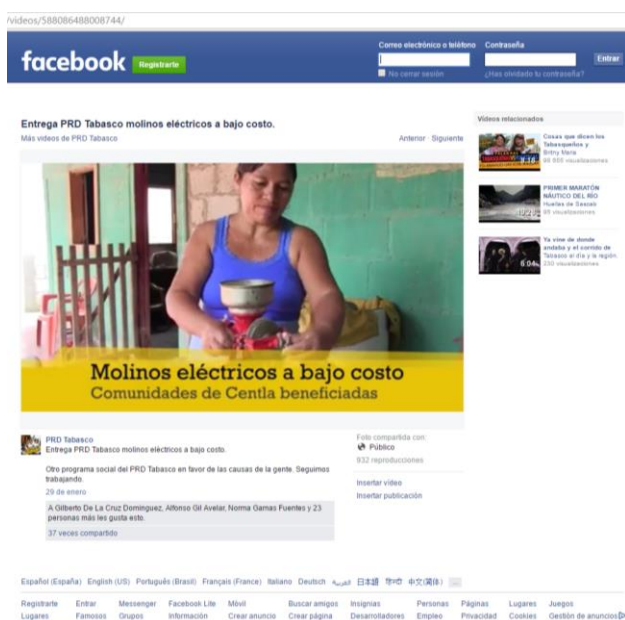 /videos/588086488008744/
facebook
Registrarte
Correo electrónico o teléfono
Contraseña
Entrar
No cerrar sesión
¿Has olvidado tu contraseña?
Entrega PRD Tabasco molinos eléctricos a bajo costo.
Más videos de PRD Tabasco
Anterior · Siguiente
Molinos eléctricos a bajo costo
Comunidades de Centla beneficiadas
Vídeos relacionados
Cosas que dicen los
Tabasqueños y
Britny Maria
visualizaciones
PRIMER MARATÓN
NÁUTICO DEL RÍO
visualizaciones
Ya vine de donde
andaba y el corrido de
Tabasco al día y la región.
230 visualizaciones
6:04
PRD Tabasco
Entrega PRD Tabasco molinos eléctricos a bajo costo.
Otro programa social del PRD Tabasco en favor de las causas de la gente. Seguimos
trabajando.
29 de enero
A Gilberto De La Cruz Dominguez, Alfonso Gil Avelar, Norma Gamas Fuentes y 23
personas más les gusta esto.
37 veces compartido
Foto compartida con:
Público
932 reproducciones
Insertar vídeo
Insertar publicación
Español (España) English (US) Português (Brasil) Français (France) Italiano Deutsch العربية 日本語 हिन्दी 中文(简体) ...
Registrarte Entrar Messenger Facebook Lite Móvil Buscar amigos Insignias Personas Páginas Lugares Juegos
Lugares Famosos Grupos Información Crear anuncio Crear página Desarrolladores Empleo Privacidad Cookies Gestión de anuncios